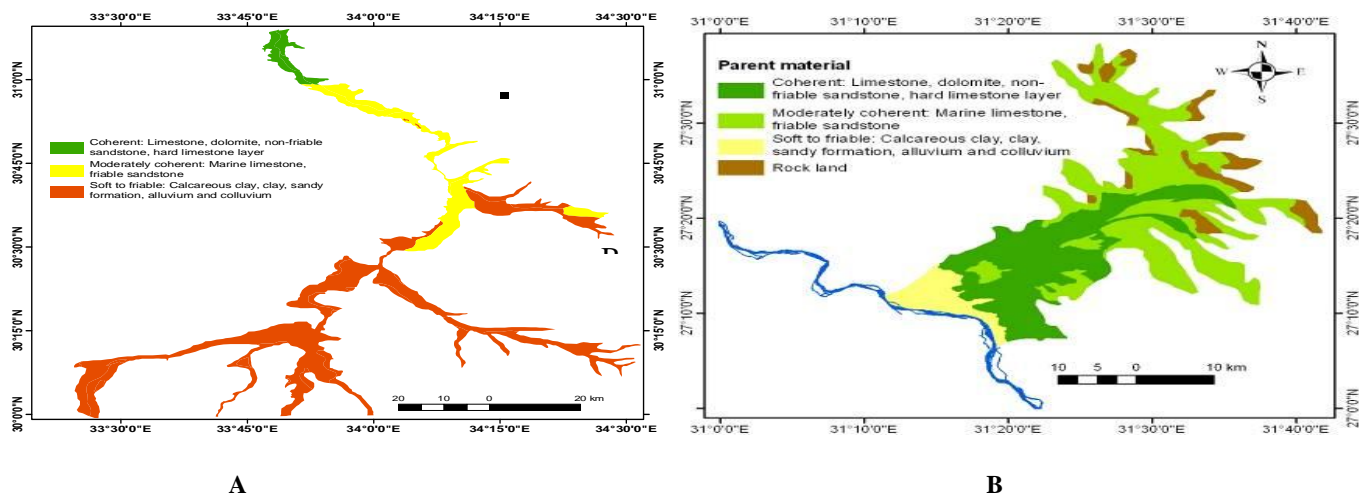 33°30'0"E 33°45'0"E 34°0'0"E 34°15'0"E 34°30'0"E
31°0'0"N
30°45'0"N
30°30'0"N
30°15'0"N
30°0'0"N
Coherent: Limestone, dolomite, non-friable
sandstone, hard limestone layer
Moderately coherent: Marine limestone,
friable sandstone
Soft to friable: Calcareous clay, clay, sandy
formation, alluvium and colluvium
31°0'0"N
30°45'0"N
30°30'0"N
30°15'0"N
30°0'0"N
20 10 0 20 km
33°30'0"E 33°45'0"E 34°0'0"E 34°15'0"E 34°30'0"E
A
31°0'0"E 31°10'0"E 31°20'0"E 31°30'0"E 31°40'0"E
N
W E
S
Parent material
Coherent: Limestone, dolomite, non-
friable sandstone, hard limestone layer
Moderately coherent: Marine limestone,
friable sandstone
Soft to friable: Calcareous clay, clay,
sandy formation, alluvium and colluvium
Rock land
27°30'0"N
27°20'0"N
27°10'0"N
27°0'0"N
27°30'0"N
27°20'0"N
27°10'0"N
27°0'0"N
10 5 0 10 km
31°0'0"E 31°10'0"E 31°20'0"E 31°30'0"E 31°40'0"E
B